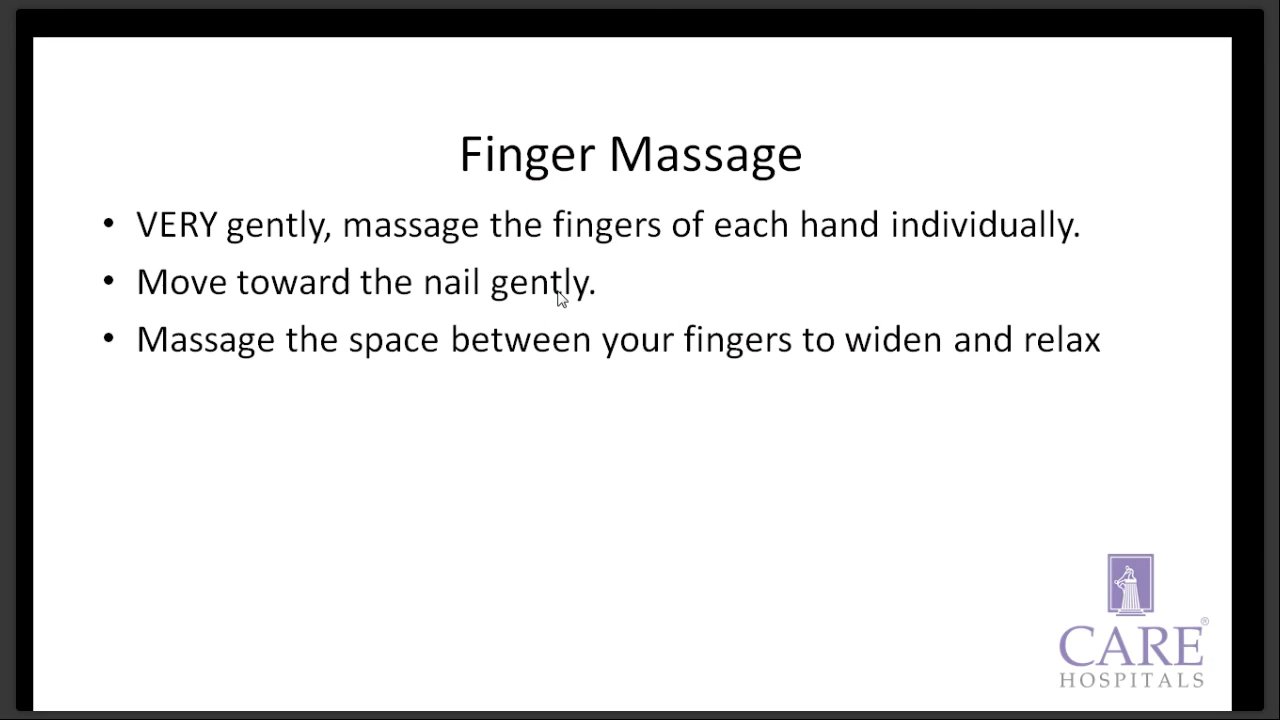 Finger Massage
• VERY gently, massage the fingers of each hand individually.
• Move toward the nail gently.
• Massage the space between your fingers to widen and relax
CARE®
HOSPITALS